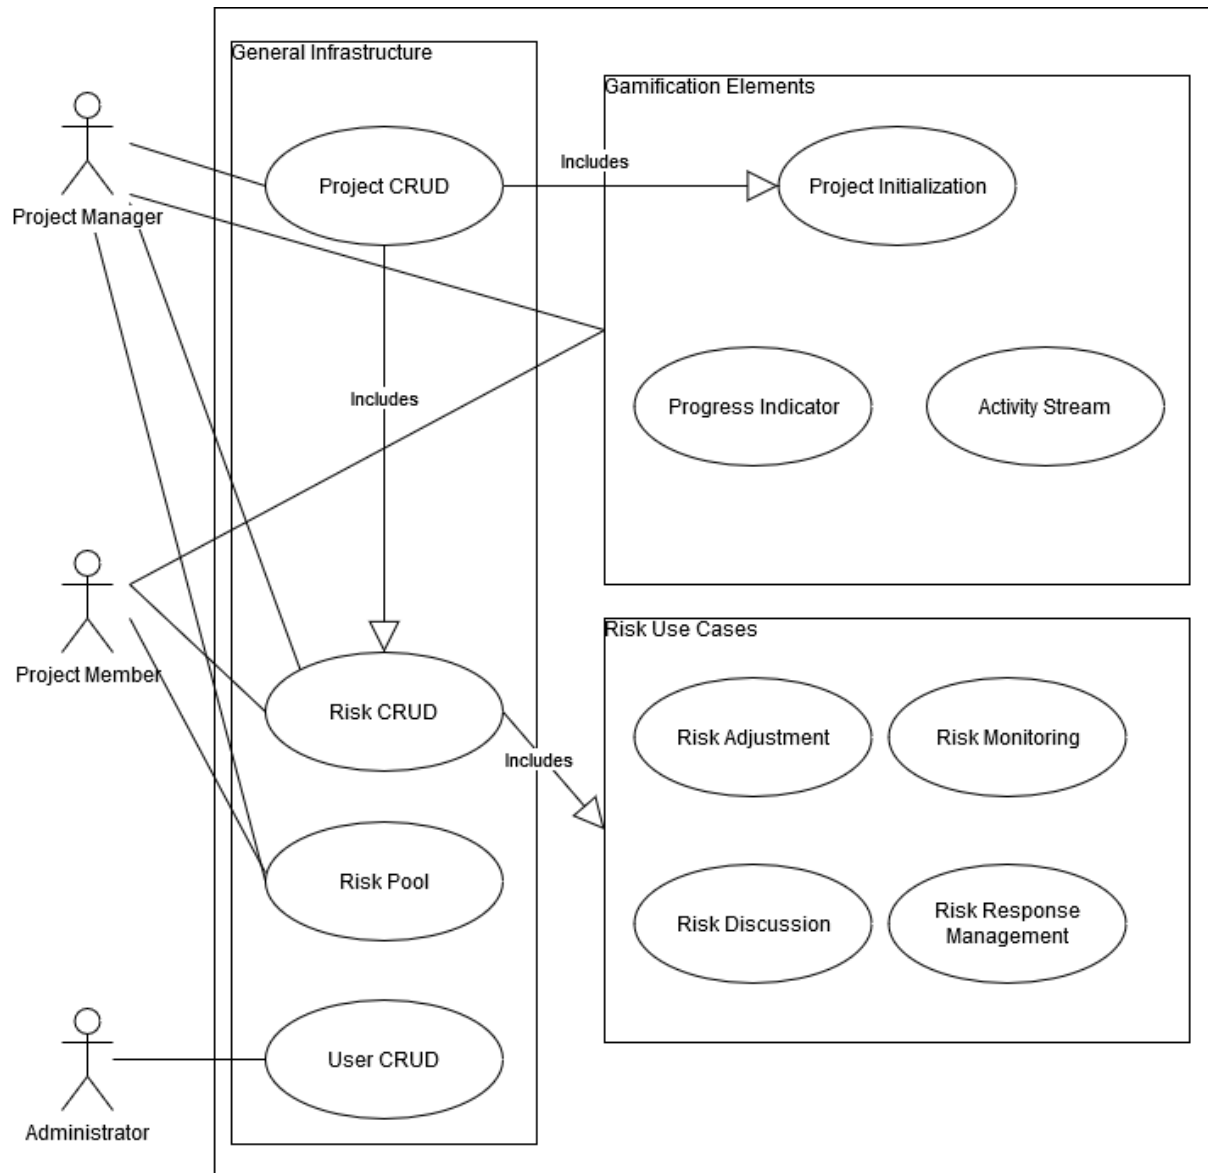 General Infrastructure
Gamification Elements
Project CRUD
Includes
Project Initialization
Project Manager
Includes
Progress Indicator
Activity Stream
Project Member
Risk Use Cases
Risk CRUD
Includes
Risk Adjustment
Risk Monitoring
Risk Pool
Risk Discussion
Risk Response
Management
User CRUD
Administrator